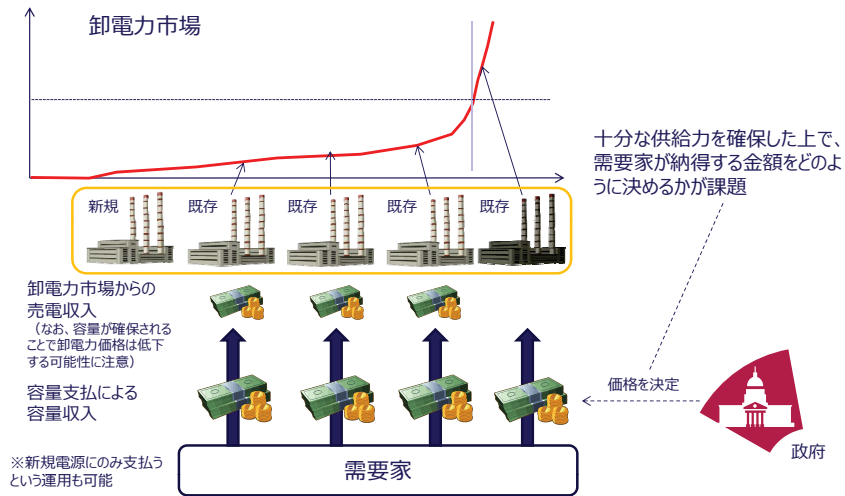 卸電力市場
十分な供給力を確保した上で、
需要家が納得する金額をどのよ
うに決めるかが課題
新規
既存
既存
既存
既存
卸電力市場からの
売電収入
（なお、容量が確保される
ことで卸電力価格は低下
する可能性に注意）
容量支払による
容量収入
価格を決定
政府
※新規電源にのみ支払う
という運用も可能
需要家